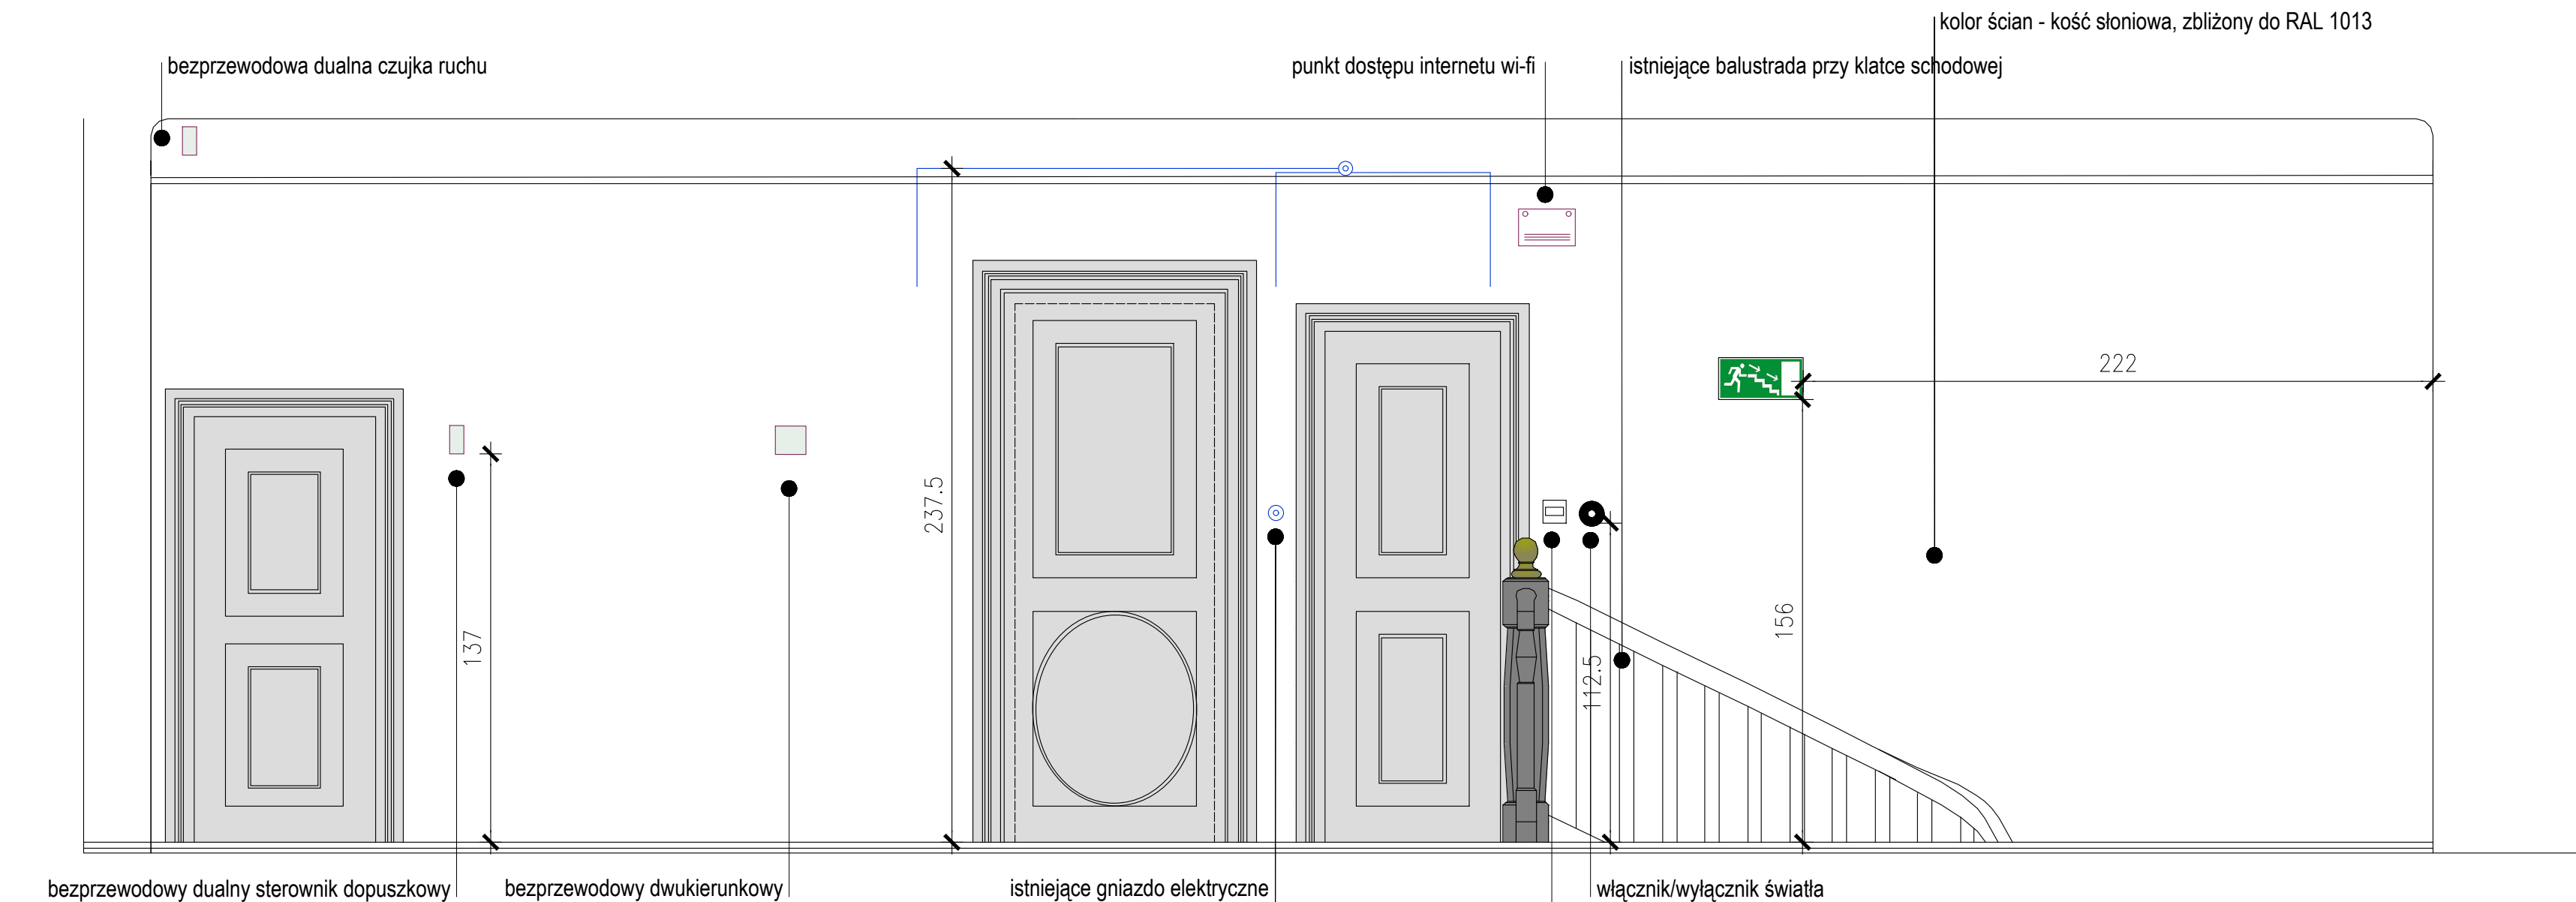 kolor ścian - kość słoniowa, zbliżony do RAL 1013
bezprzewodowa dualna czujka ruchu
punkt dostępu internetu wi-fi
istniejące balustrada przy klatce schodowej
222
237.5
137
156
112.5
bezprzewodowy dualny sterownik dopuszkowy
bezprzewodowy dwukierunkowy
istniejące gniazdo elektryczne
włącznik/wyłącznik światła